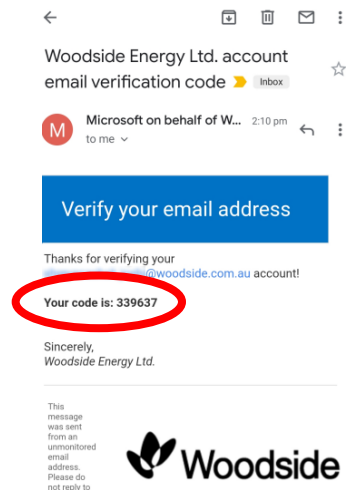 Woodside Energy Ltd. account
email verification code Inbox
M
Microsoft on behalf of W... 2:10 pm
to me
Verify your email address
Thanks for verifying your
@woodside.com.au account!
Your code is: 339637
Sincerely,
Woodside Energy Ltd.
This
message
was sent
from an
unmonitored
email
address.
Please do
not reply to
Woodside